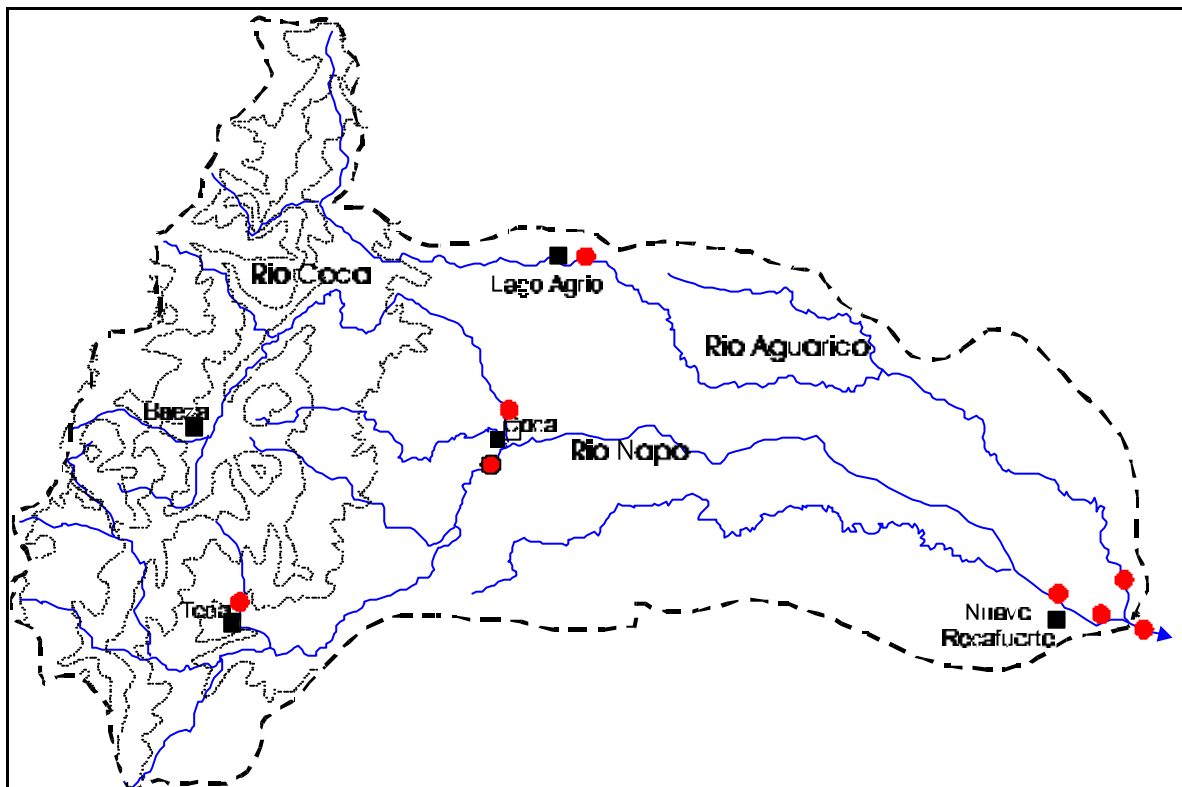 Rio Coca
Lago Agrio
Rio Aguarico
Baeza
Coca
Rio Napo
Tena
Nuevo
Rocafuerte